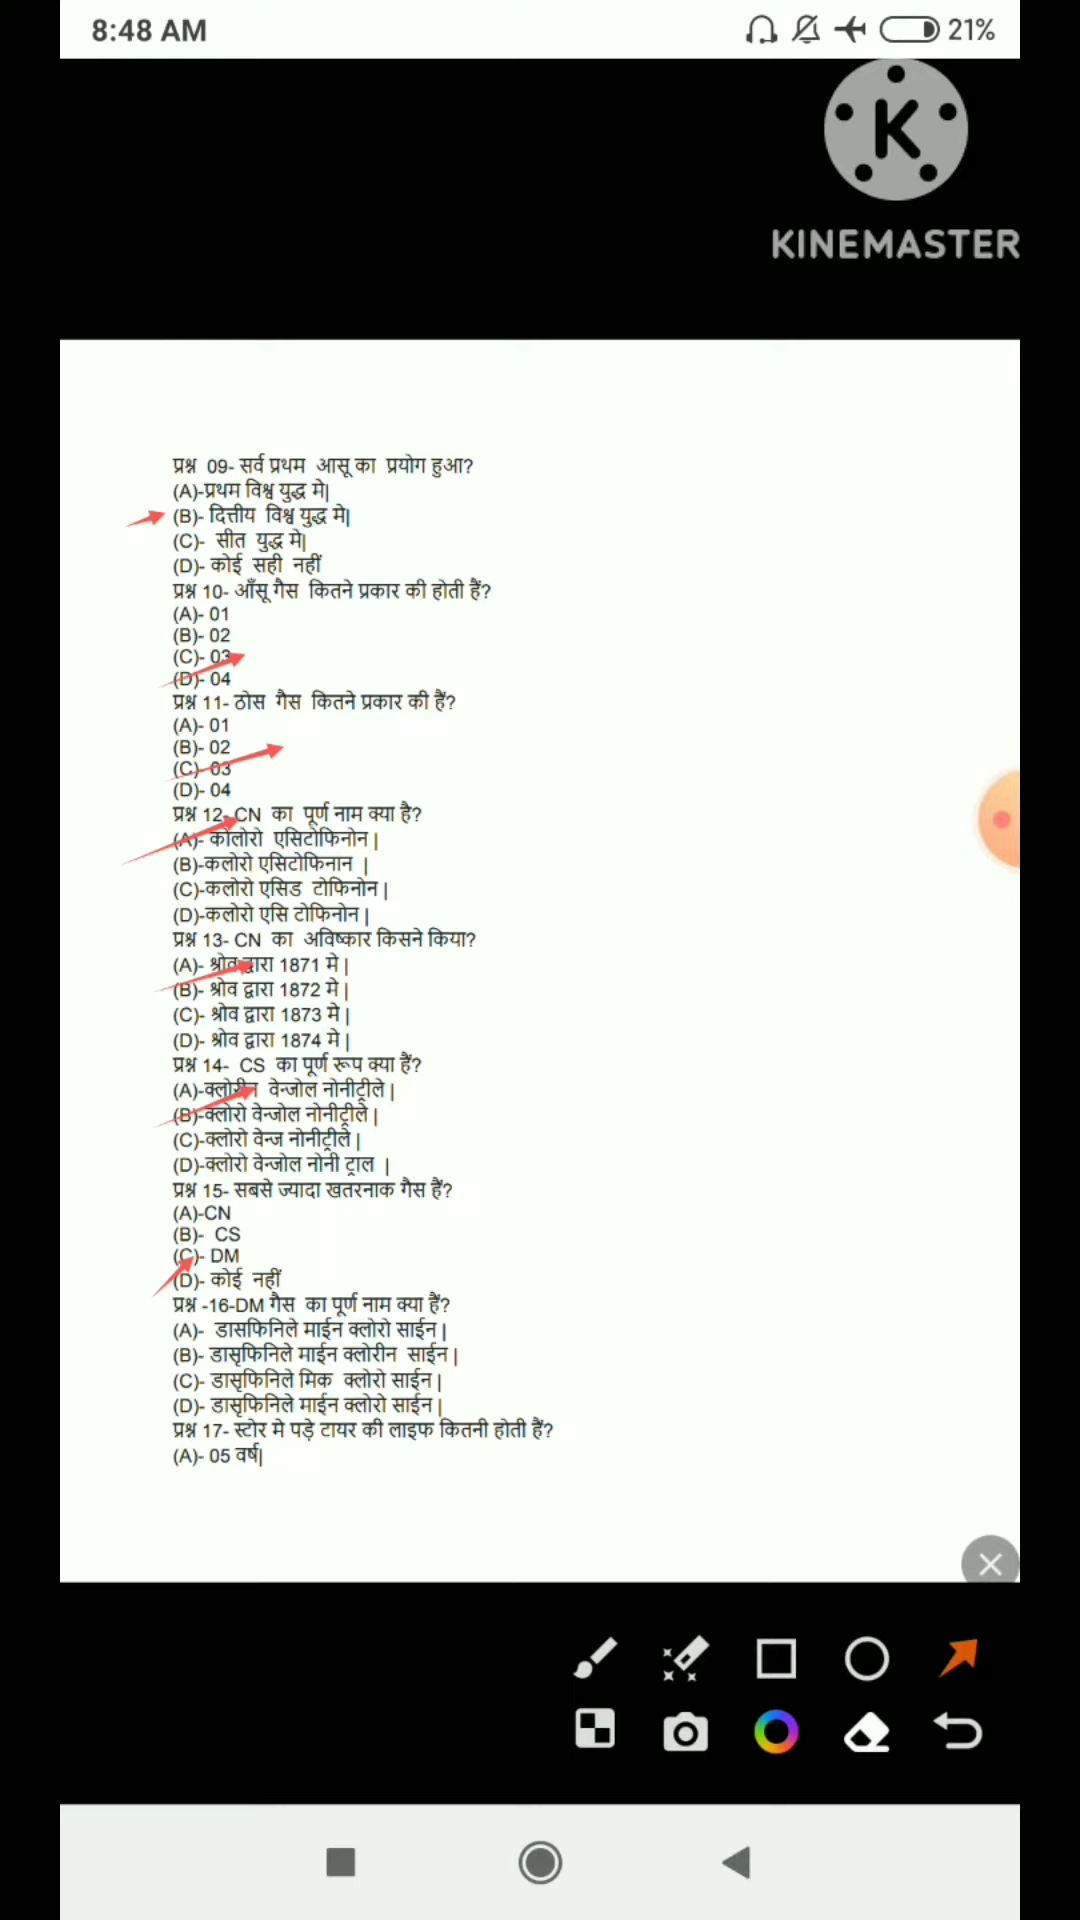 8:48 AM
21%
K
KINEMASTER
प्रश्न 09- सर्व प्रथम आसू का प्रयोग हुआ?
(A)-प्रथम विश्व युद्ध मे|
(B)- दित्तीय विश्व युद्ध मे|
(C)- सीत युद्ध मे|
(D)- कोई सही नहीं
प्रश्न 10- आँसू गैस कितने प्रकार की होती हैं?
(A)- 01
(B)- 02
(C)- 03
(D)- 04
प्रश्न 11- ठोस गैस कितने प्रकार की हैं?
(A)- 01
(B)- 02
(C)- 03
(D)- 04
प्रश्न 12- CN का पूर्ण नाम क्या है?
(A)- कोलोरो एसिटोफिनोन |
(B)-कलोरो एसिटोफिनान |
(C)-कलोरो एसिड टोफिनोन |
(D)-कलोरो एसि टोफिनोन |
प्रश्न 13- CN का अविष्कार किसने किया?
(A)- श्रोव द्वारा 1871 मे |
(B)- श्रोव द्वारा 1872 मे |
(C)- श्रोव द्वारा 1873 मे |
(D)- श्रोव द्वारा 1874 मे |
प्रश्न 14- CS का पूर्ण रूप क्या हैं?
(A)-क्लोरीन वेन्जोल नोनीट्रीले |
(B)-क्लोरो वेन्जोल नोनीट्रीले |
(C)-क्लोरो वेन्ज नोनीट्रीले |
(D)-क्लोरो वेन्जोल नोनी ट्राल |
प्रश्न 15- सबसे ज्यादा खतरनाक गैस हैं?
(A)-CN
(B)- CS
(C)- DM
(D)- कोई नहीं
प्रश्न -16-DM गैस का पूर्ण नाम क्या हैं?
(A)- डासफिनिले माईन क्लोरो साईन |
(B)- डासृफिनिले माईन क्लोरीन साईन |
(C)- डासृफिनिले मिक क्लोरो साईन |
(D)- डासृफिनिले माईन क्लोरो साईन |
प्रश्न 17- स्टोर मे पड़े टायर की लाइफ कितनी होती हैं?
(A)- 05 वर्ष|